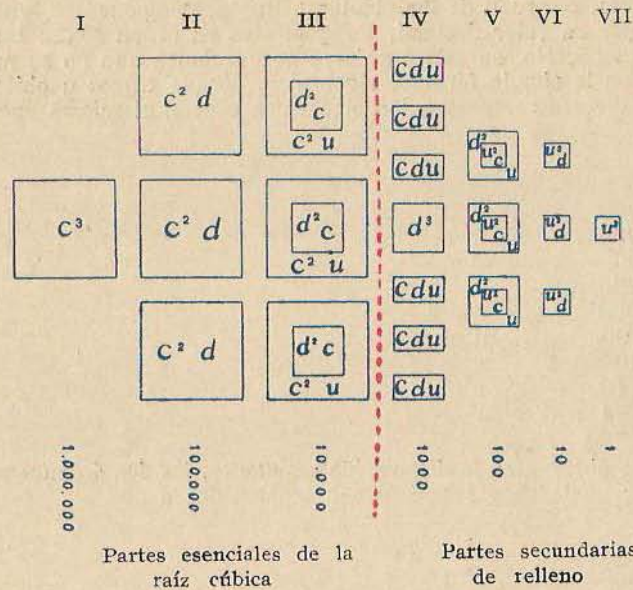 I II III IV V VI VII
Cdu
c² d d² c
c² u
Cdu
Cdu d² u² c u u² d
c³ c² d d² c
c² u
d³ d² u² c u u² d u³
Cdu d² u² c u u² d
c² d d² c
c² u
Cdu
Cdu
1.000.000 100.000 10000 1000 100 10 1
Partes esenciales de la
raíz cúbica
Partes secundarias
de relleno